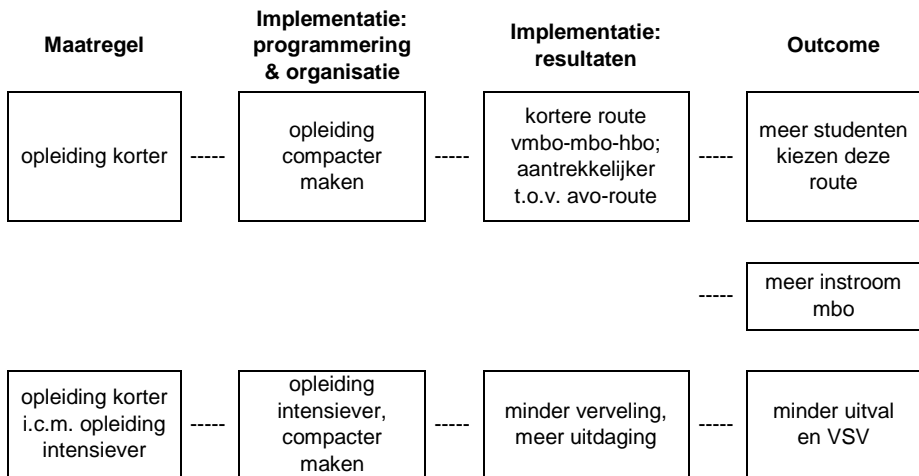 Maatregel
Implementatie:
programmering
& organisatie
Implementatie:
resultaten
Outcome
opleiding korter
-----
opleiding
compacter
maken
-----
kortere route
vmbo-mbo-hbo;
aantrekkelijker
t.o.v. avo-route
-----
meer studenten
kiezen deze
route
-----
meer instroom
mbo
opleiding korter
i.c.m. opleiding
intensiever
-----
opleiding
intensiever,
compacter
maken
-----
minder verveling,
meer uitdaging
-----
minder uitval
en VSV